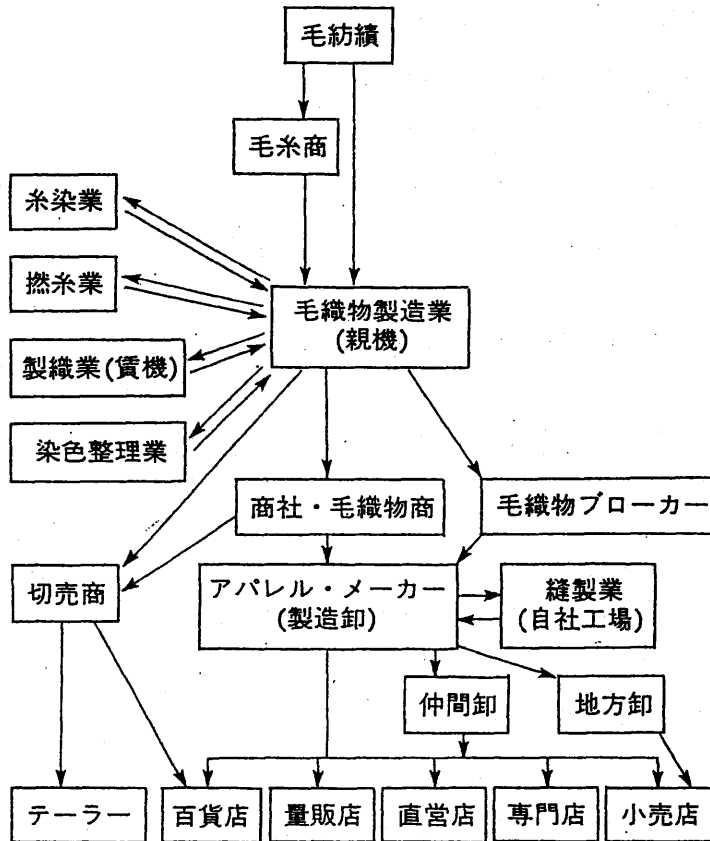 毛紡績
毛糸商
糸染業
撚糸業
毛織物製造業
(親機)
製織業(賃機)
染色整理業
商社・毛織物商
毛織物ブローカー
切売商
アパレル・メーカー
(製造卸)
縫製業
(自社工場)
仲間卸
地方卸
テーラー
百貨店
量販店
直営店
専門店
小売店